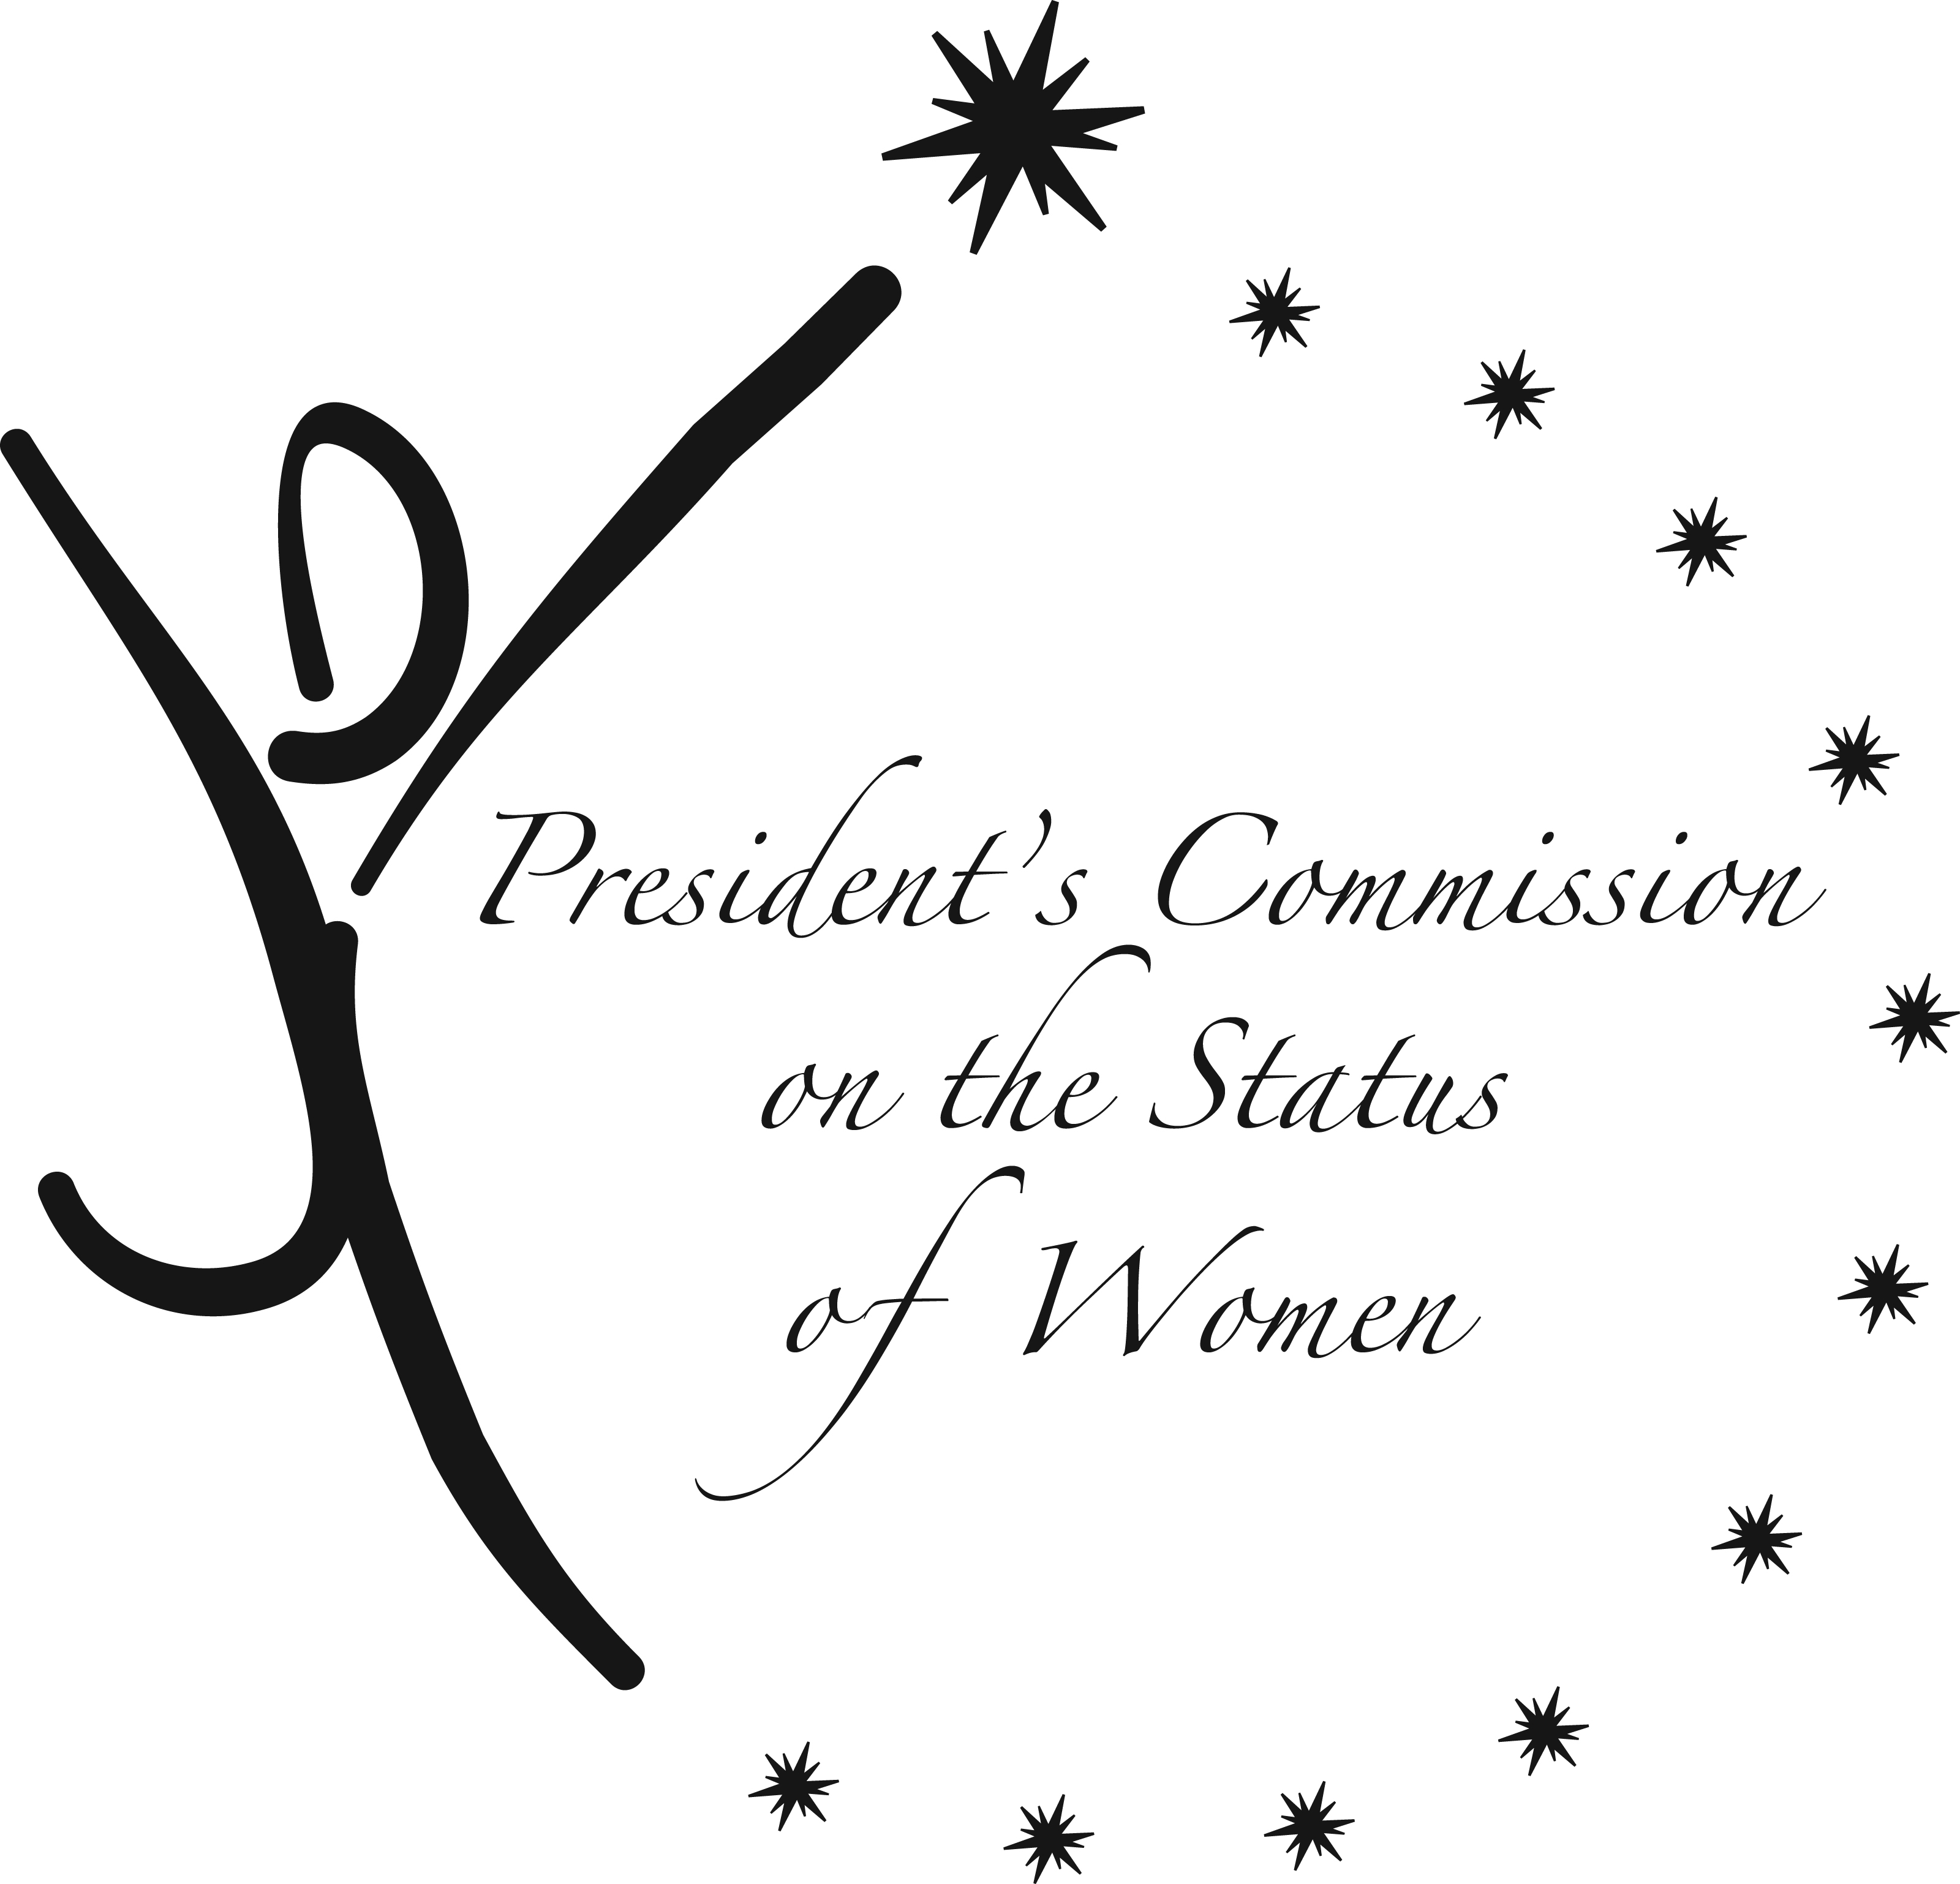 President's Commission
on the Status
of Women